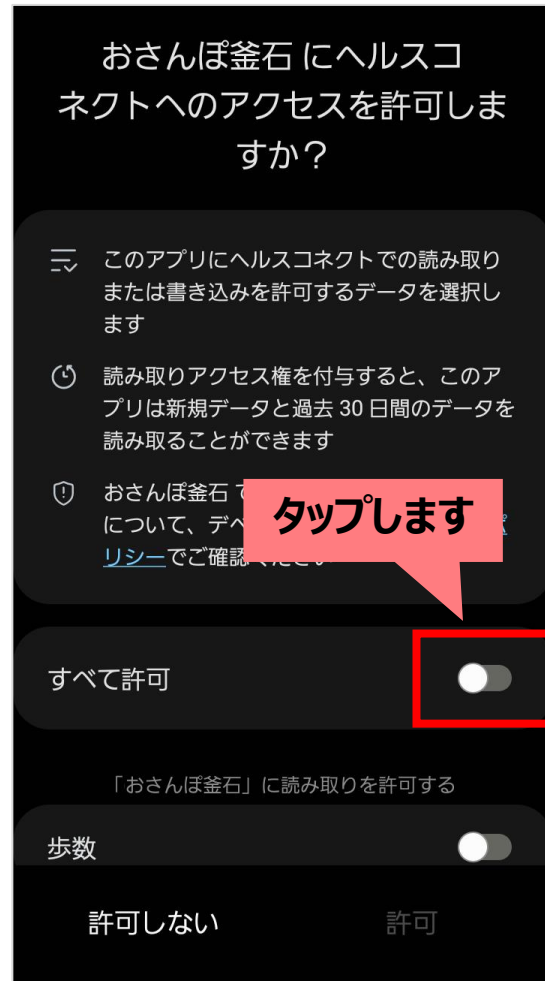 おさんぽ釜石 にヘルスコ
ネクトへのアクセスを許可しま
すか？
このアプリにヘルスコネクトでの読み取り
または書き込みを許可するデータを選択し
ます
読み取りアクセス権を付与すると、このア
プリは新規データと過去 30 日間のデータを
読み取ることができます
おさんぽ釜石
について、デベ
リシーでご確認ください
タップします
すべて許可
「おさんぽ釜石」に読み取りを許可する
歩数
許可しない
許可